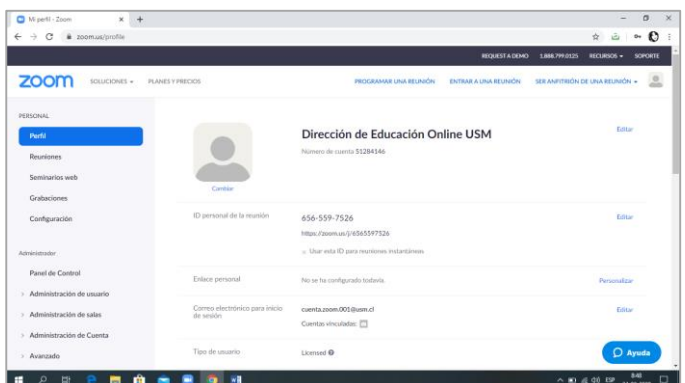 Mi perfil - Zoom
zoom.us/profile
REQUEST A DEMO 1.888.799.0125 RECURSOS SOPORTE
zoom SOLUCIONES PLANES Y PRECIOS PROGRAMAR UNA REUNIÓN ENTRAR A UNA REUNIÓN SER ANFITRIÓN DE UNA REUNIÓN
PERSONAL
Perfil
Reuniones
Seminarios web
Grabaciones
Configuración
Administrador
Panel de Control
Administración de usuario
Administración de salas
Administración de Cuenta
Avanzado
Cambiar
Dirección de Educación Online USM
Editar
Número de cuenta 51284146
ID personal de la reunión
656-559-7526
Editar
https://zoom.us/j/6565597526
Usar esta ID para reuniones instantáneas
Enlace personal
No se ha configurado todavía.
Personalizar
Correo electrónico para inicio de sesión
cuenta.zoom.001@usm.cl
Editar
Cuentas vinculadas:
Tipo de usuario
Licensed
Ayuda
ESP
8:48